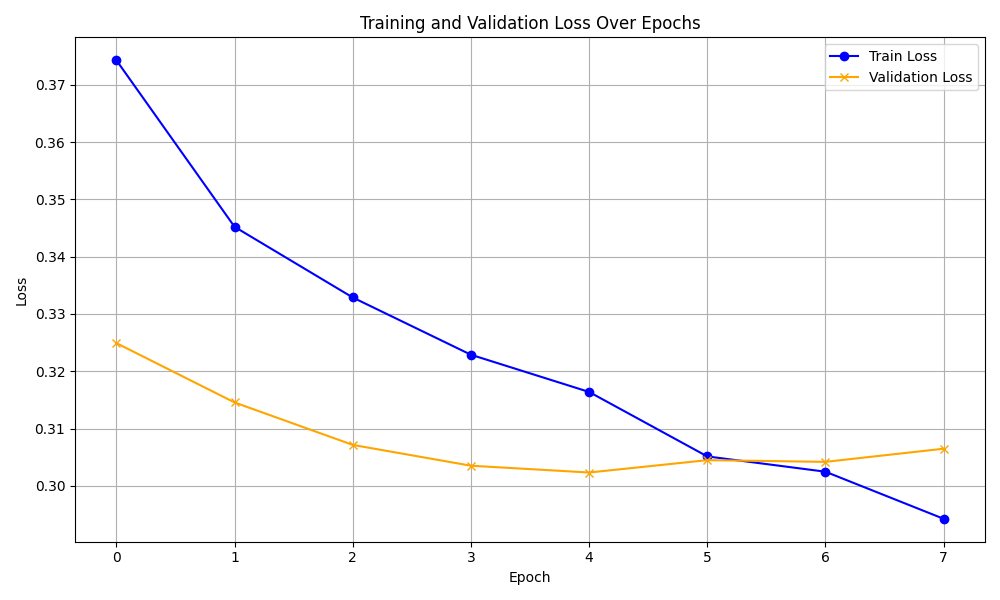 Training and Validation Loss Over Epochs
Train Loss
Validation Loss
0.37
0.36
0.35
0.34
0.33
0.32
0.31
0.30
Loss
0 1 2 3 4 5 6 7
Epoch